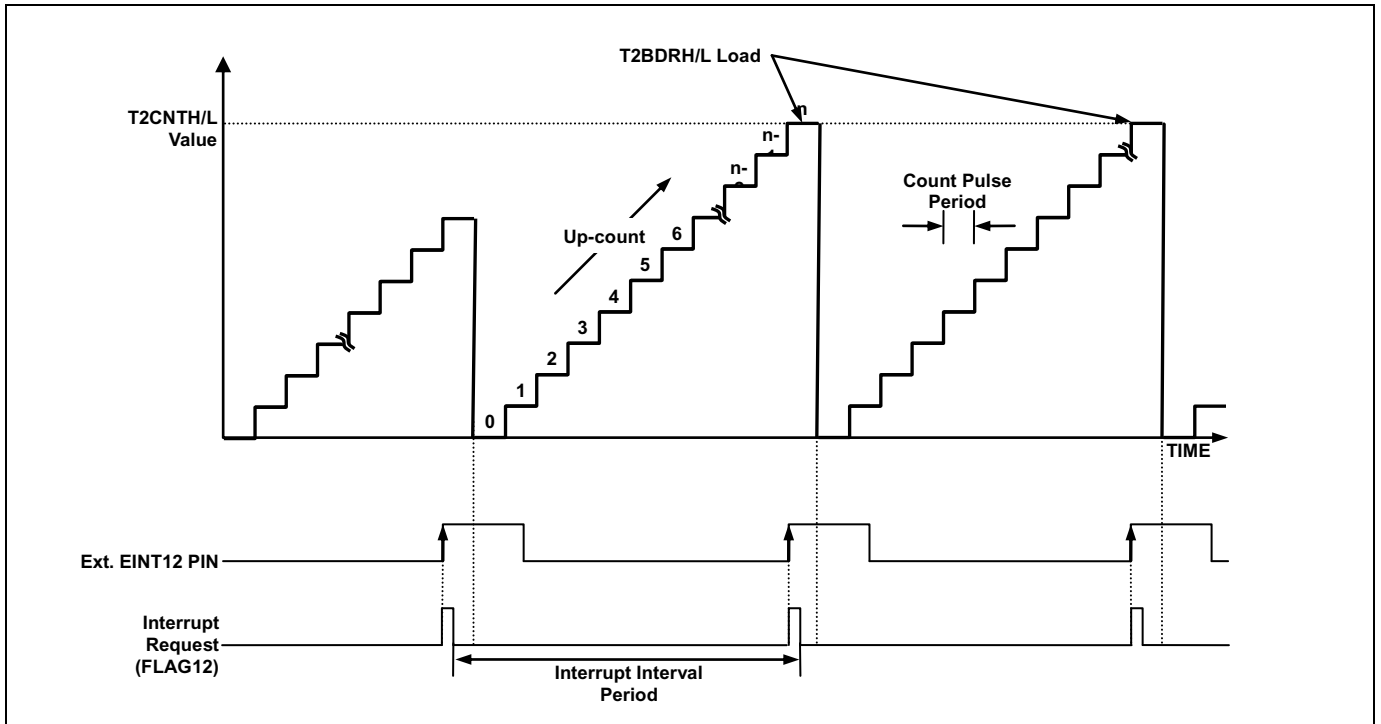 T2BDRH/L Load
T2CNTH/L
Value
n
n-
n-
Up-count
6
5
4
3
2
1
0
Count Pulse
Period
TIME
Ext. EINT12 PIN
Interrupt
Request
(FLAG12)
Interrupt Interval
Period